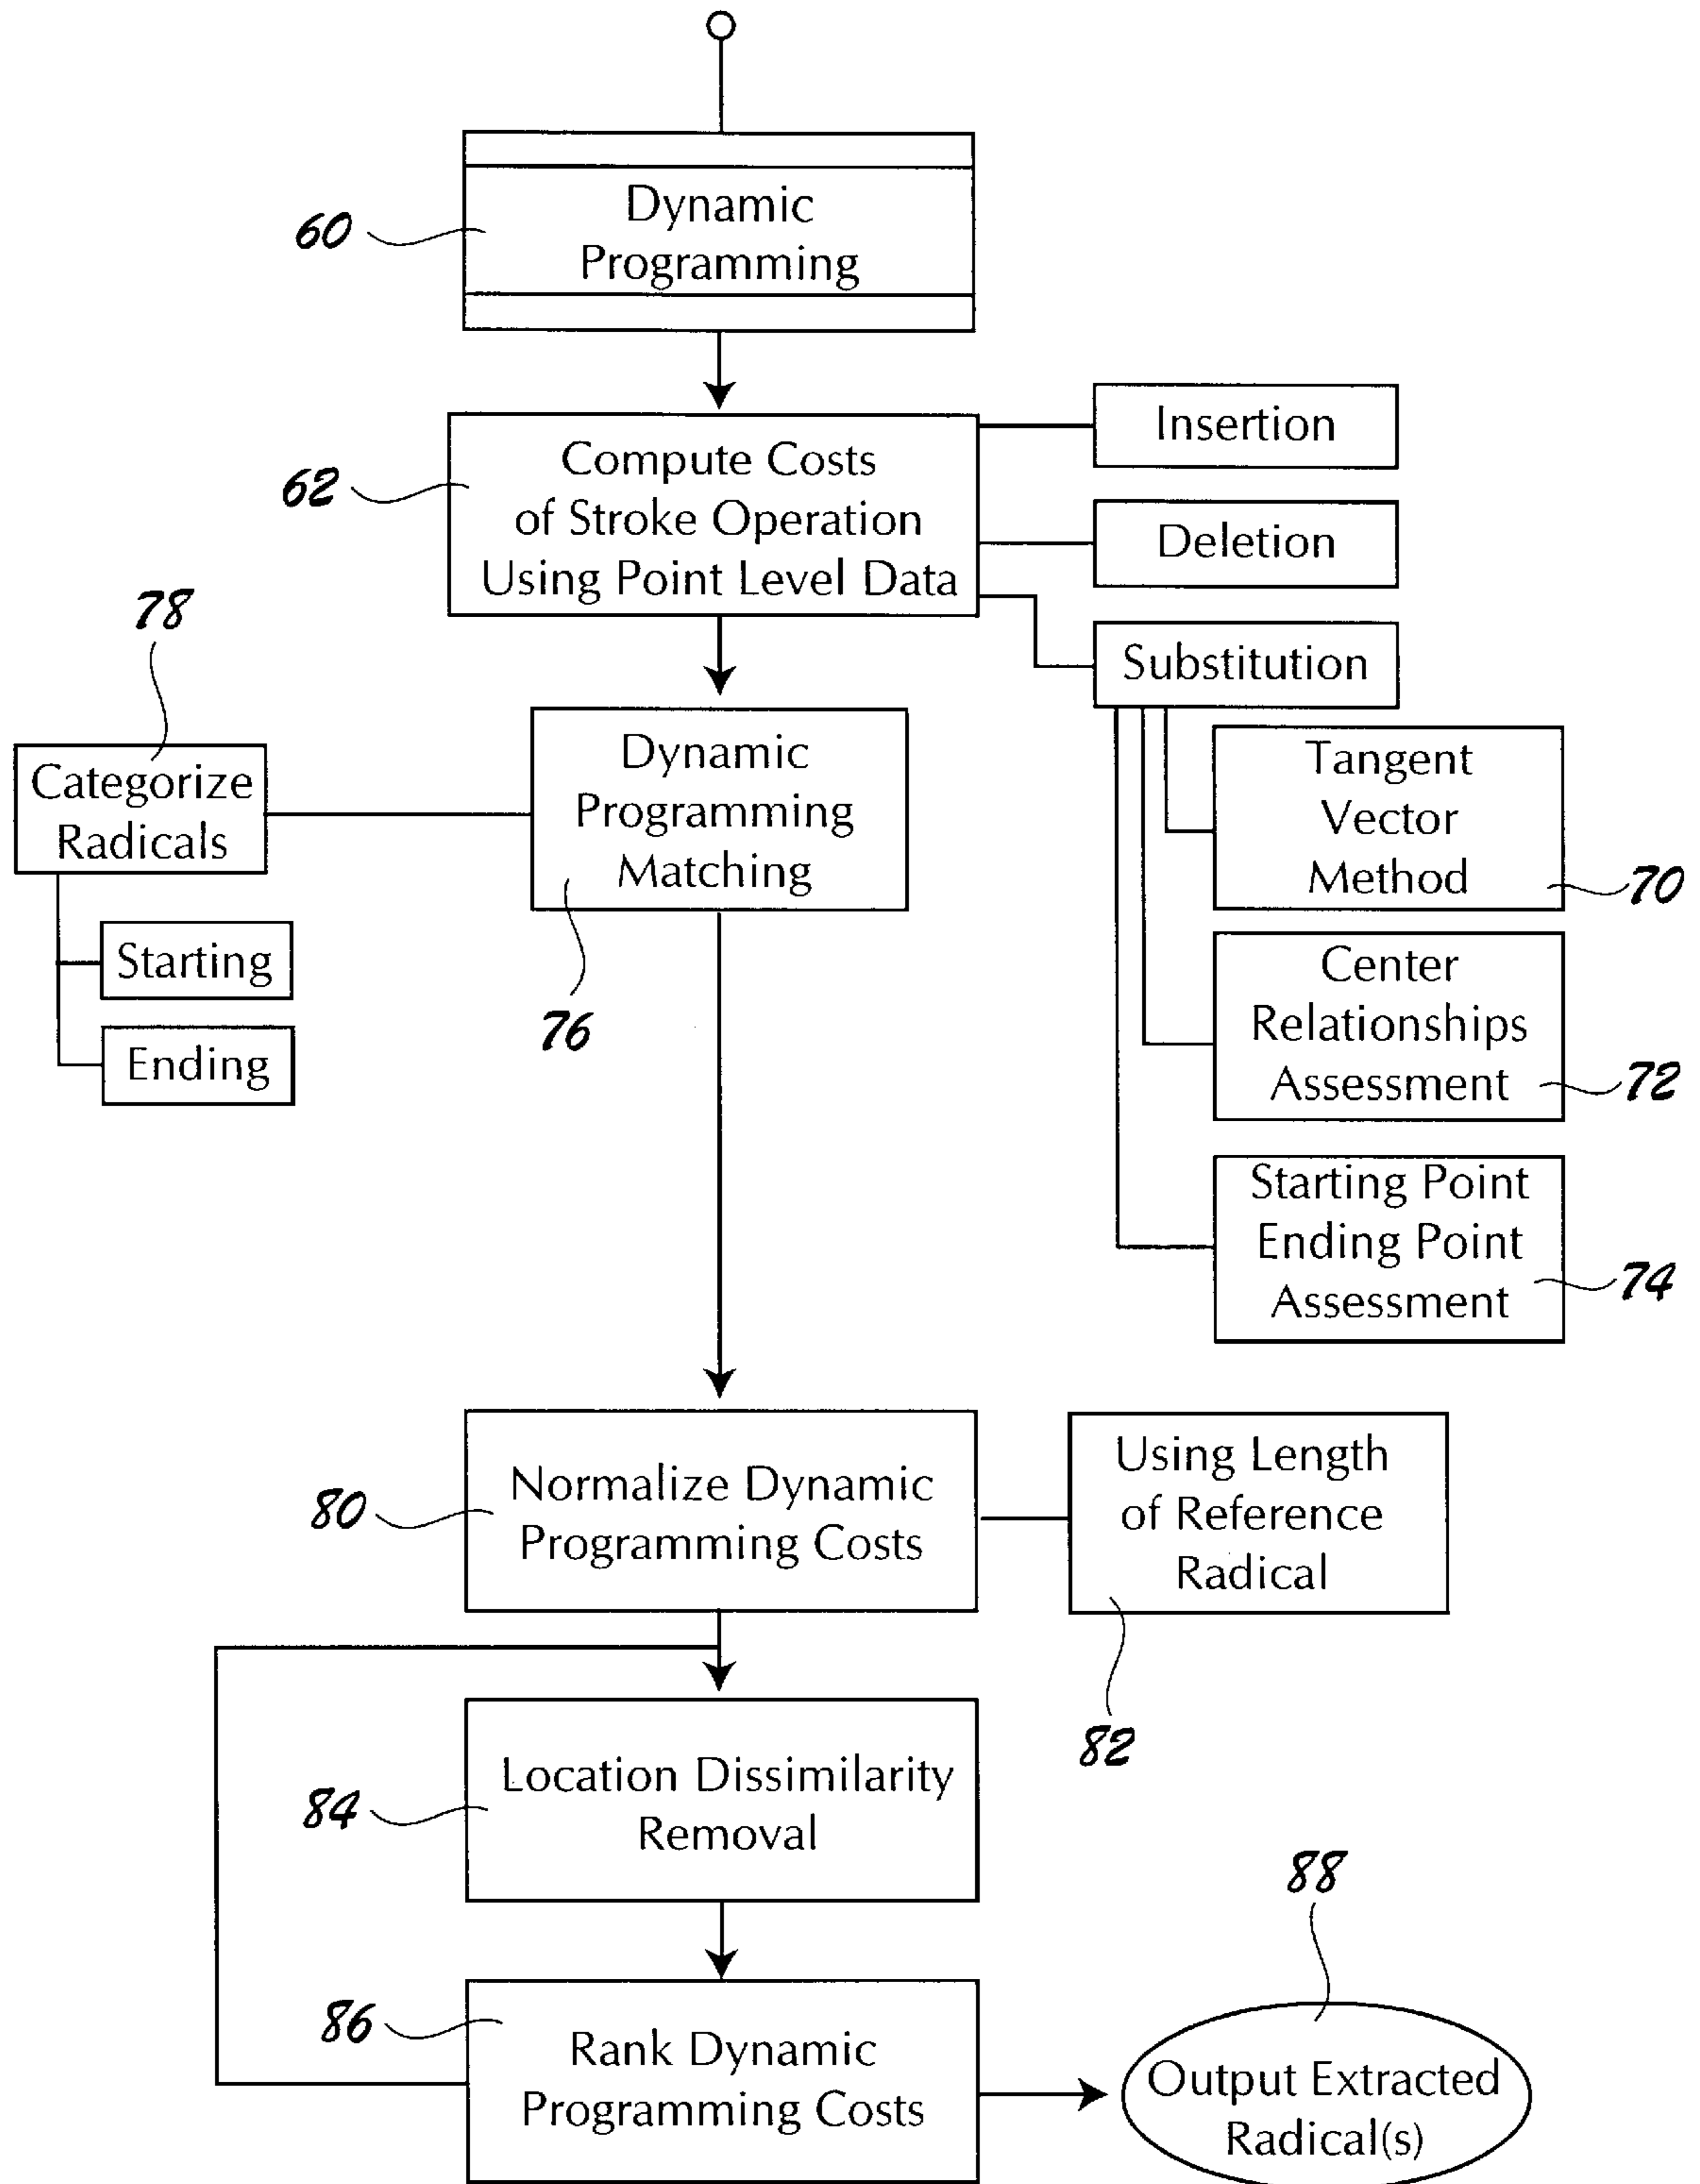 Dynamic
Programming
60
Insertion
Compute Costs
of Stroke Operation
Using Point Level Data
62
Deletion
78
Substitution
Categorize
Radicals
Dynamic
Programming
Matching
Tangent
Vector
Method
70
Starting
Ending
76
Center
Relationships
Assessment
72
Starting Point
Ending Point
Assessment
74
80
Normalize Dynamic
Programming Costs
Using Length
of Reference
Radical
82
84
Location Dissimilarity
Removal
88
86
Rank Dynamic
Programming Costs
Output Extracted
Radical(s)